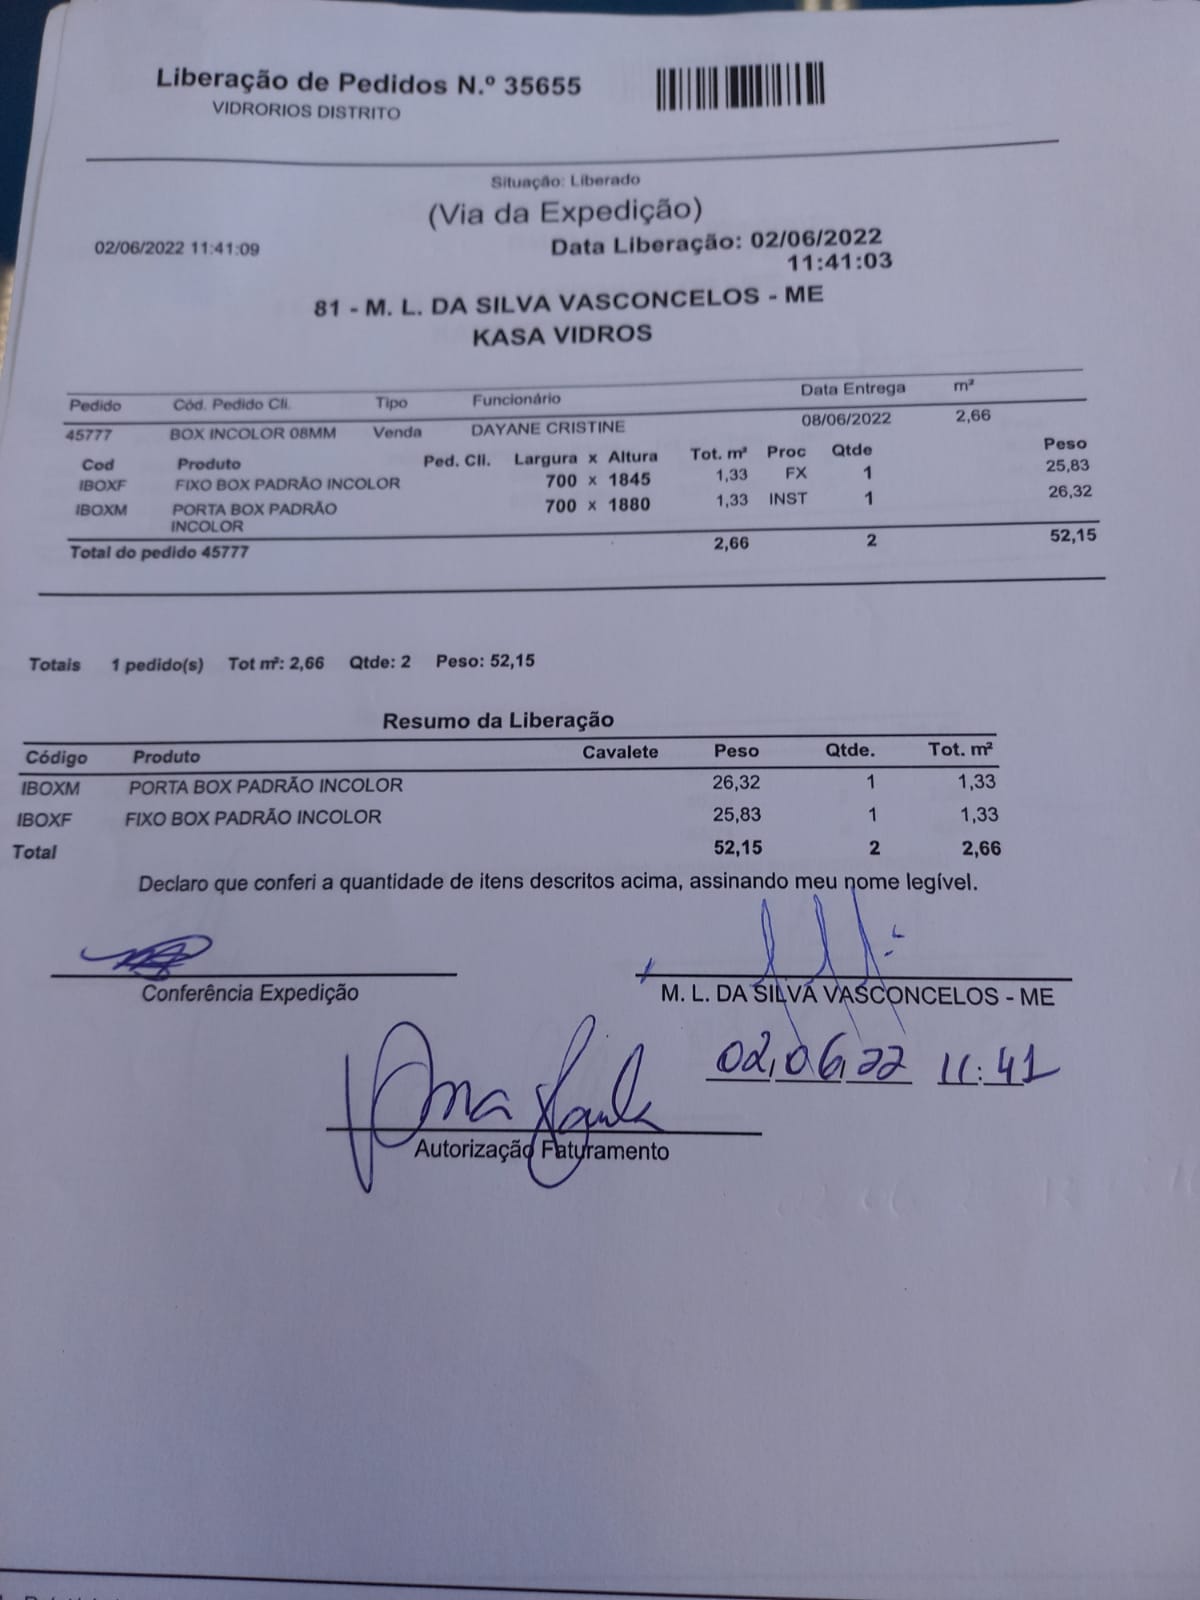 Liberação de Pedidos N.º 35655
VIDRORIOS DISTRITO
Situação: Liberado
(Via da Expedição)
02/06/2022 11:41:09 Data Liberação: 02/06/2022
11:41:03
81 - M. L. DA SILVA VASCONCELOS - ME
KASA VIDROS
Pedido Cód. Pedido Cli. Tipo Funcionário Data Entrega m²
45777 BOX INCOLOR 08MM Venda DAYANE CRISTINE 08/06/2022 2,66
Cod Produto Ped. Cli. Largura x Altura Tot. m² Proc Qtde Peso
IBOXF FIXO BOX PADRÃO INCOLOR 700 x 1845 1,33 FX 1 25,83
IBOXM PORTA BOX PADRÃO 700 x 1880 1,33 INST 1 26,32
INCOLOR
Total do pedido 45777 2,66 2 52,15
Totais 1 pedido(s) Tot m²: 2,66 Qtde: 2 Peso: 52,15
Resumo da Liberação
Código Produto Cavalete Peso Qtde. Tot. m²
IBOXM PORTA BOX PADRÃO INCOLOR 26,32 1 1,33
IBOXF FIXO BOX PADRÃO INCOLOR 25,83 1 1,33
Total 52,15 2 2,66
Declaro que conferi a quantidade de itens descritos acima, assinando meu nome legível.
Conferência Expedição M. L. DA SILVA VASCONCELOS - ME
02,06,22 11:41
Ana Paula
Autorização Faturamento